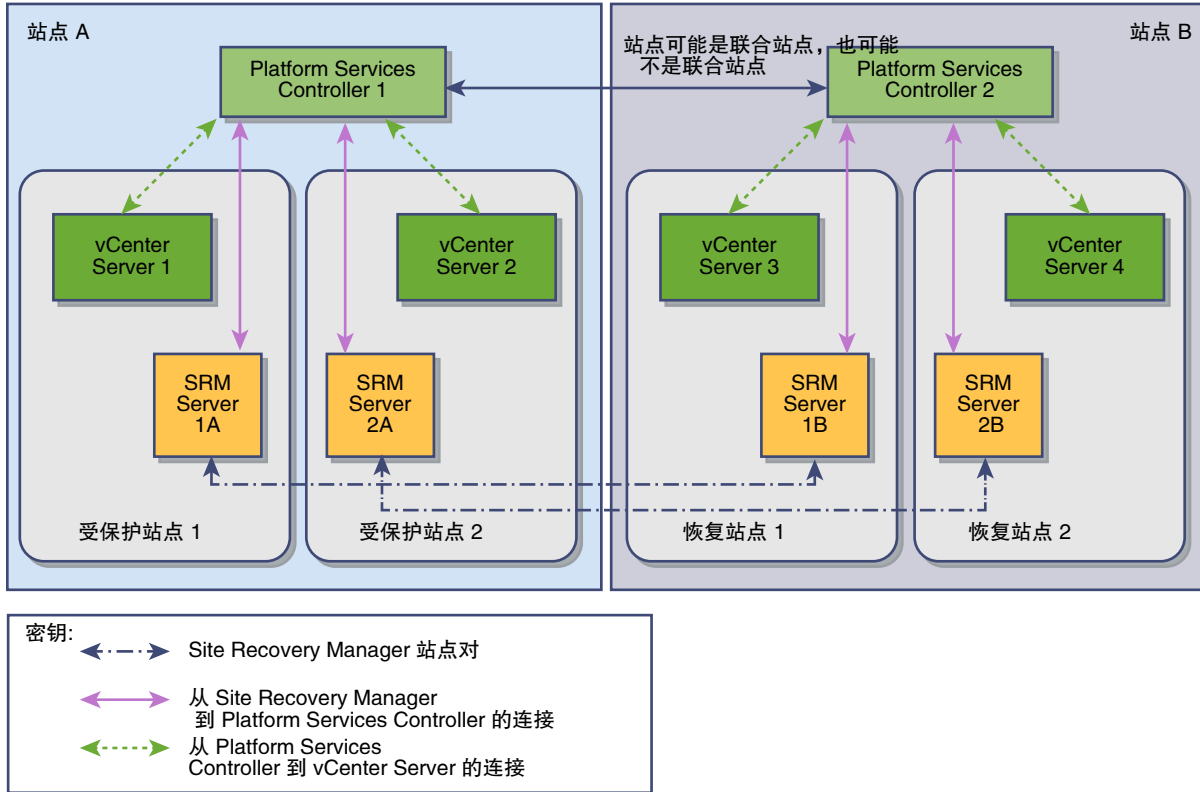 站点 A
站点 B
站点可能是联合站点，也可能
不是联合站点
Platform Services
Controller 1
Platform Services
Controller 2
vCenter
Server 1
vCenter
Server 2
vCenter
Server 3
vCenter
Server 4
SRM
Server
1A
SRM
Server
2A
SRM
Server
1B
SRM
Server
2B
受保护站点 1
受保护站点 2
恢复站点 1
恢复站点 2
密钥:
Site Recovery Manager 站点对
从 Site Recovery Manager
到 Platform Services Controller 的连接
从 Platform Services
Controller 到 vCenter Server 的连接